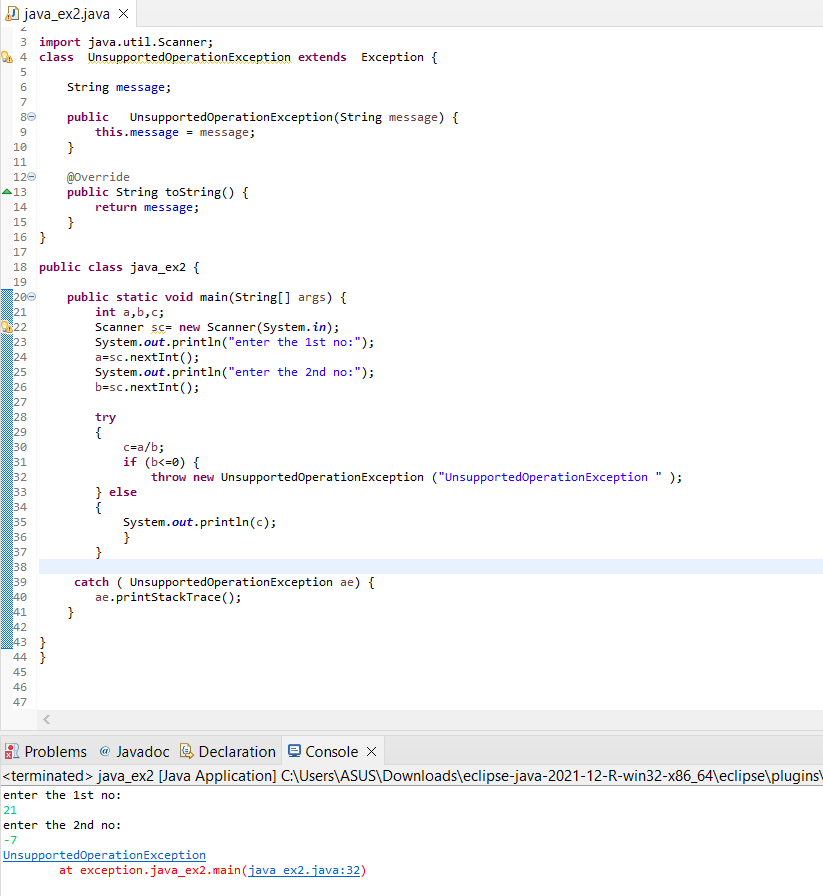 java_ex2.java
2
3 import java.util.Scanner;
4 class  UnsupportedOperationException extends  Exception {
5
6     String message;
7
8     public   UnsupportedOperationException(String message) {
9         this.message = message;
10     }
11
12     @Override
13     public String toString() {
14         return message;
15     }
16 }
17
18 public class java_ex2 {
19
20     public static void main(String[] args) {
21         int a,b,c;
22         Scanner sc= new Scanner(System.in);
23         System.out.println("enter the 1st no:");
24         a=sc.nextInt();
25         System.out.println("enter the 2nd no:");
26         b=sc.nextInt();
27
28         try
29         {
30             c=a/b;
31             if (b<=0) {
32                 throw new UnsupportedOperationException ("UnsupportedOperationException " );
33         } else
34         {
35             System.out.println(c);
36             }
37         }
38
39      catch ( UnsupportedOperationException ae) {
40         ae.printStackTrace();
41     }
42
43 }
44 }
45
46
47
Problems @ Javadoc Declaration Console
<terminated> java_ex2 [Java Application] C:\Users\ASUS\Downloads\eclipse-java-2021-12-R-win32-x86_64\eclipse\plugins\
enter the 1st no:
21
enter the 2nd no:
-7
UnsupportedOperationException
        at exception.java_ex2.main(java_ex2.java:32)